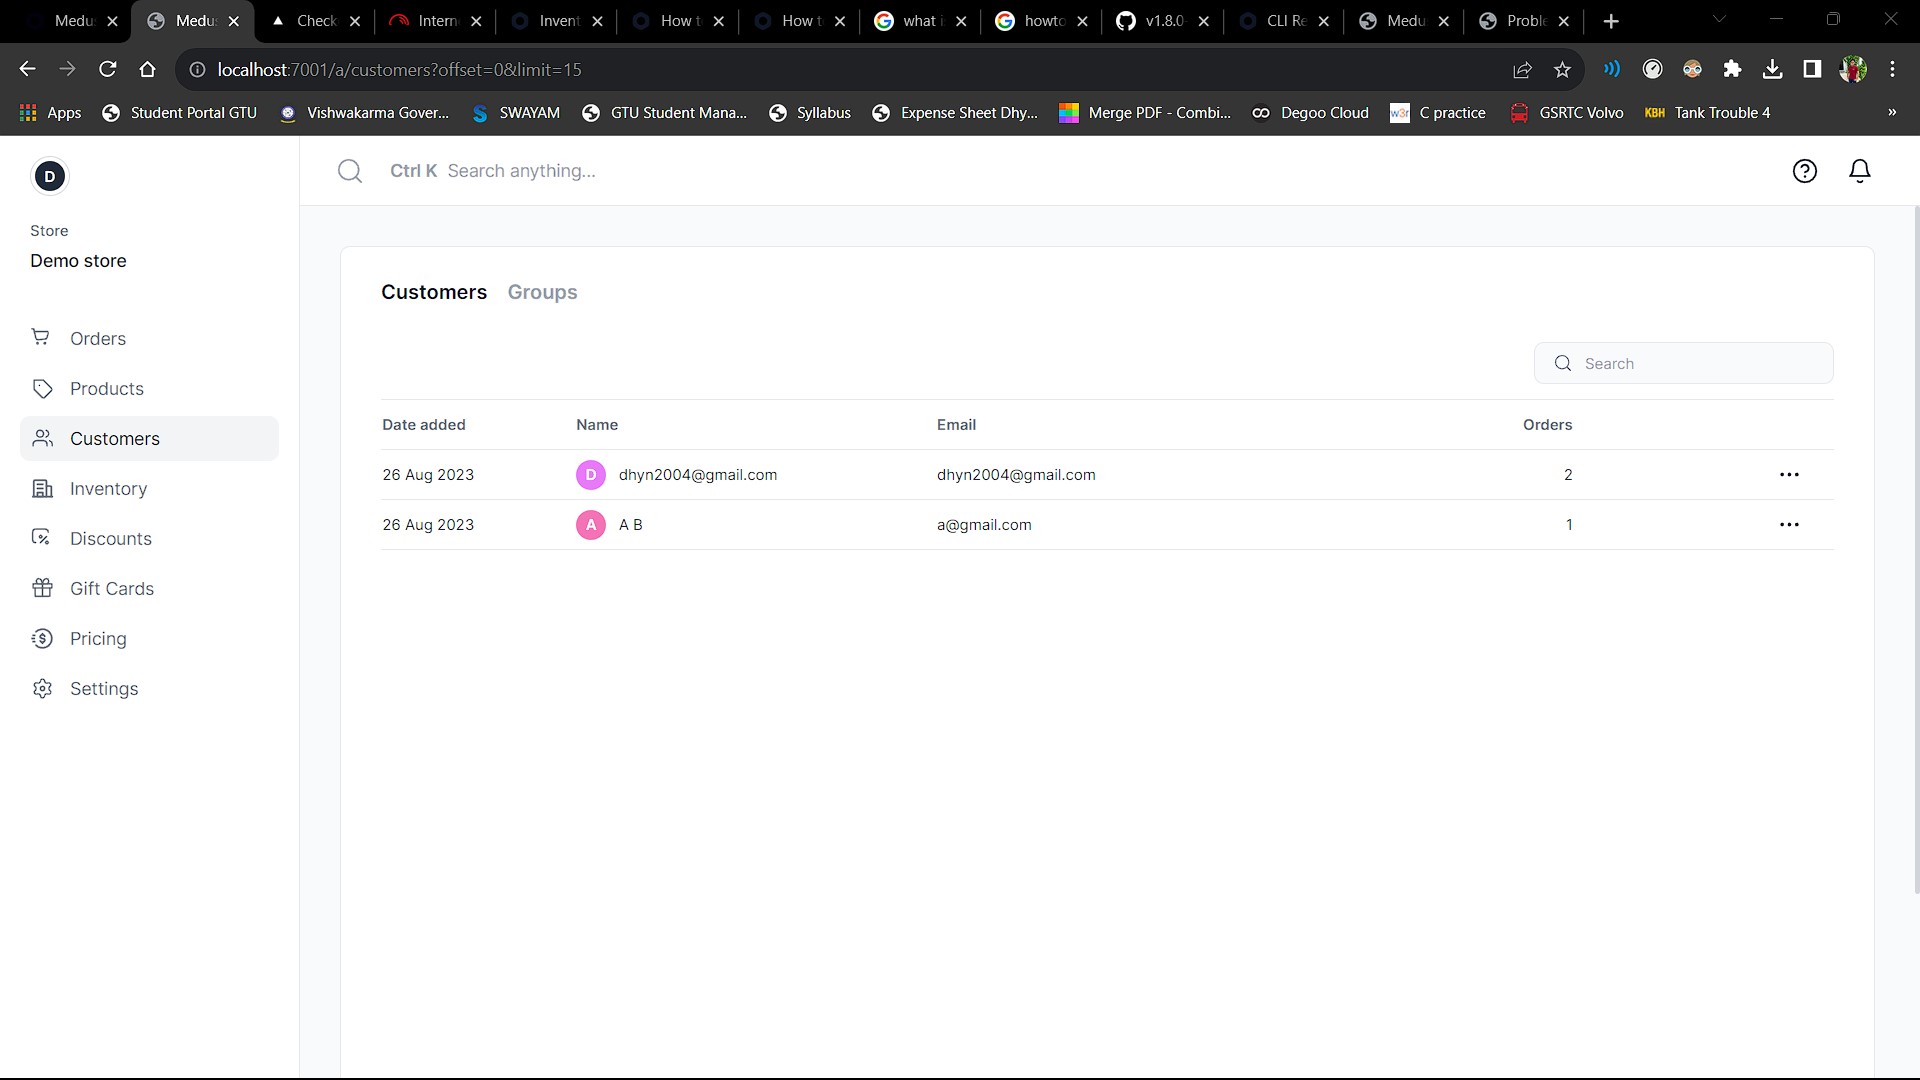 Medus
Medus
Check
Intern
Invent
How t
How t
what i
howto
v1.8.0
CLI Re
Medu
Proble
localhost:7001/a/customers?offset=0&limit=15
Apps
Student Portal GTU
Vishwakarma Gover...
SWAYAM
GTU Student Mana...
Syllabus
Expense Sheet Dhy...
Merge PDF - Combi...
Degoo Cloud
w3r
C practice
GSRTC Volvo
KBH Tank Trouble 4
»
D
Ctrl K Search anything...
Store
Demo store
Orders
Products
Customers
Inventory
Discounts
Gift Cards
Pricing
Settings
Customers Groups
Search
Date added Name Email Orders
26 Aug 2023 D dhyn2004@gmail.com dhyn2004@gmail.com 2
26 Aug 2023 A A B a@gmail.com 1